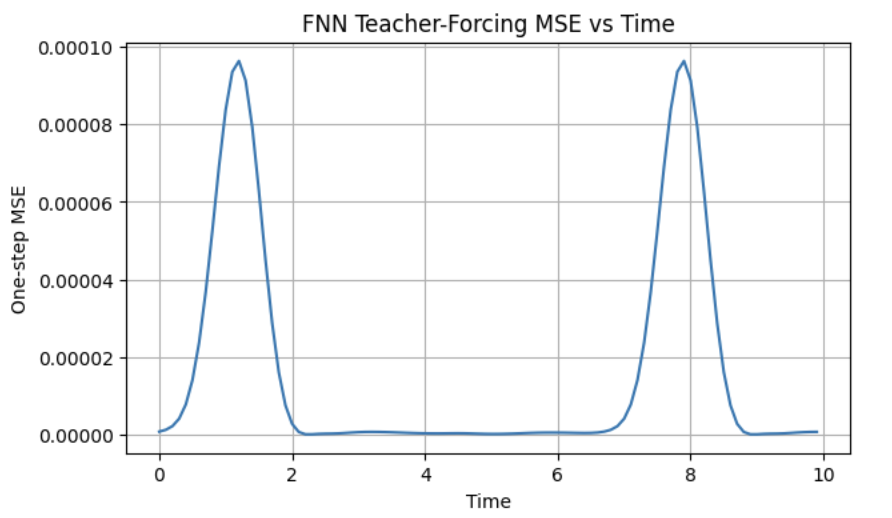 FNN Teacher-Forcing MSE vs Time
0.00010
0.00008
0.00006
0.00004
0.00002
0.00000
One-step MSE
0 2 4 6 8 10
Time